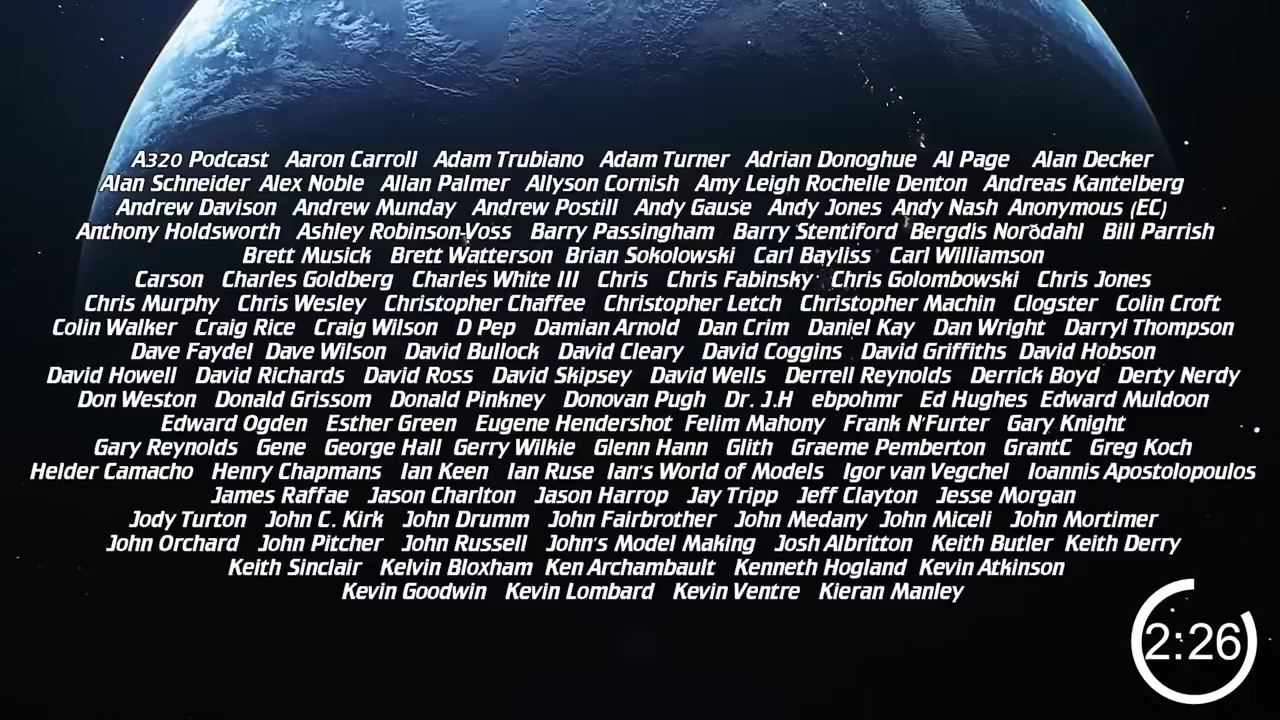 A320 Podcast Aaron Carroll Adam Trubiano Adam Turner Adrian Donoghue Al Page Alan Decker
Alan Schneider Alex Noble Allan Palmer Allyson Cornish Amy Leigh Rochelle Denton Andreas Kantelberg
Andrew Davison Andrew Munday Andrew Postill Andy Gause Andy Jones Andy Nash Anonymous (EC)
Anthony Holdsworth Ashley Robinson-Voss Barry Passingham Barry Stentiford Bergdis Norðdahl Bill Parrish
Brett Musick Brett Watterson Brian Sokolowski Carl Bayliss Carl Williamson
Carson Charles Goldberg Charles White III Chris Chris Fabinsky Chris Golombowski Chris Jones
Chris Murphy Chris Wesley Christopher Chaffee Christopher Letch Christopher Machin Clogster Colin Croft
Colin Walker Craig Rice Craig Wilson D Pep Damian Arnold Dan Crim Daniel Kay Dan Wright Darryl Thompson
Dave Faydel Dave Wilson David Bullock David Cleary David Coggins David Griffiths David Hobson
David Howell David Richards David Ross David Skipsey David Wells Derrell Reynolds Derrick Boyd Derty Nerdy
Don Weston Donald Grissom Donald Pinkney Donovan Pugh Dr. J.H ebpohmr Ed Hughes Edward Muldoon
Edward Ogden Esther Green Eugene Hendershot Felim Mahony Frank N'Furter Gary Knight
Gary Reynolds Gene George Hall Gerry Wilkie Glenn Hann Glith Graeme Pemberton GrantC Greg Koch
Helder Camacho Henry Chapmans Ian Keen Ian Ruse Ian's World of Models Igor van Vegchel Ioannis Apostolopoulos
James Raffae Jason Charlton Jason Harrop Jay Tripp Jeff Clayton Jesse Morgan
Jody Turton John C. Kirk John Drumm John Fairbrother John Medany John Miceli John Mortimer
John Orchard John Pitcher John Russell John's Model Making Josh Albritton Keith Butler Keith Derry
Keith Sinclair Kelvin Bloxham Ken Archambault Kenneth Hogland Kevin Atkinson
Kevin Goodwin Kevin Lombard Kevin Ventre Kieran Manley
2:26